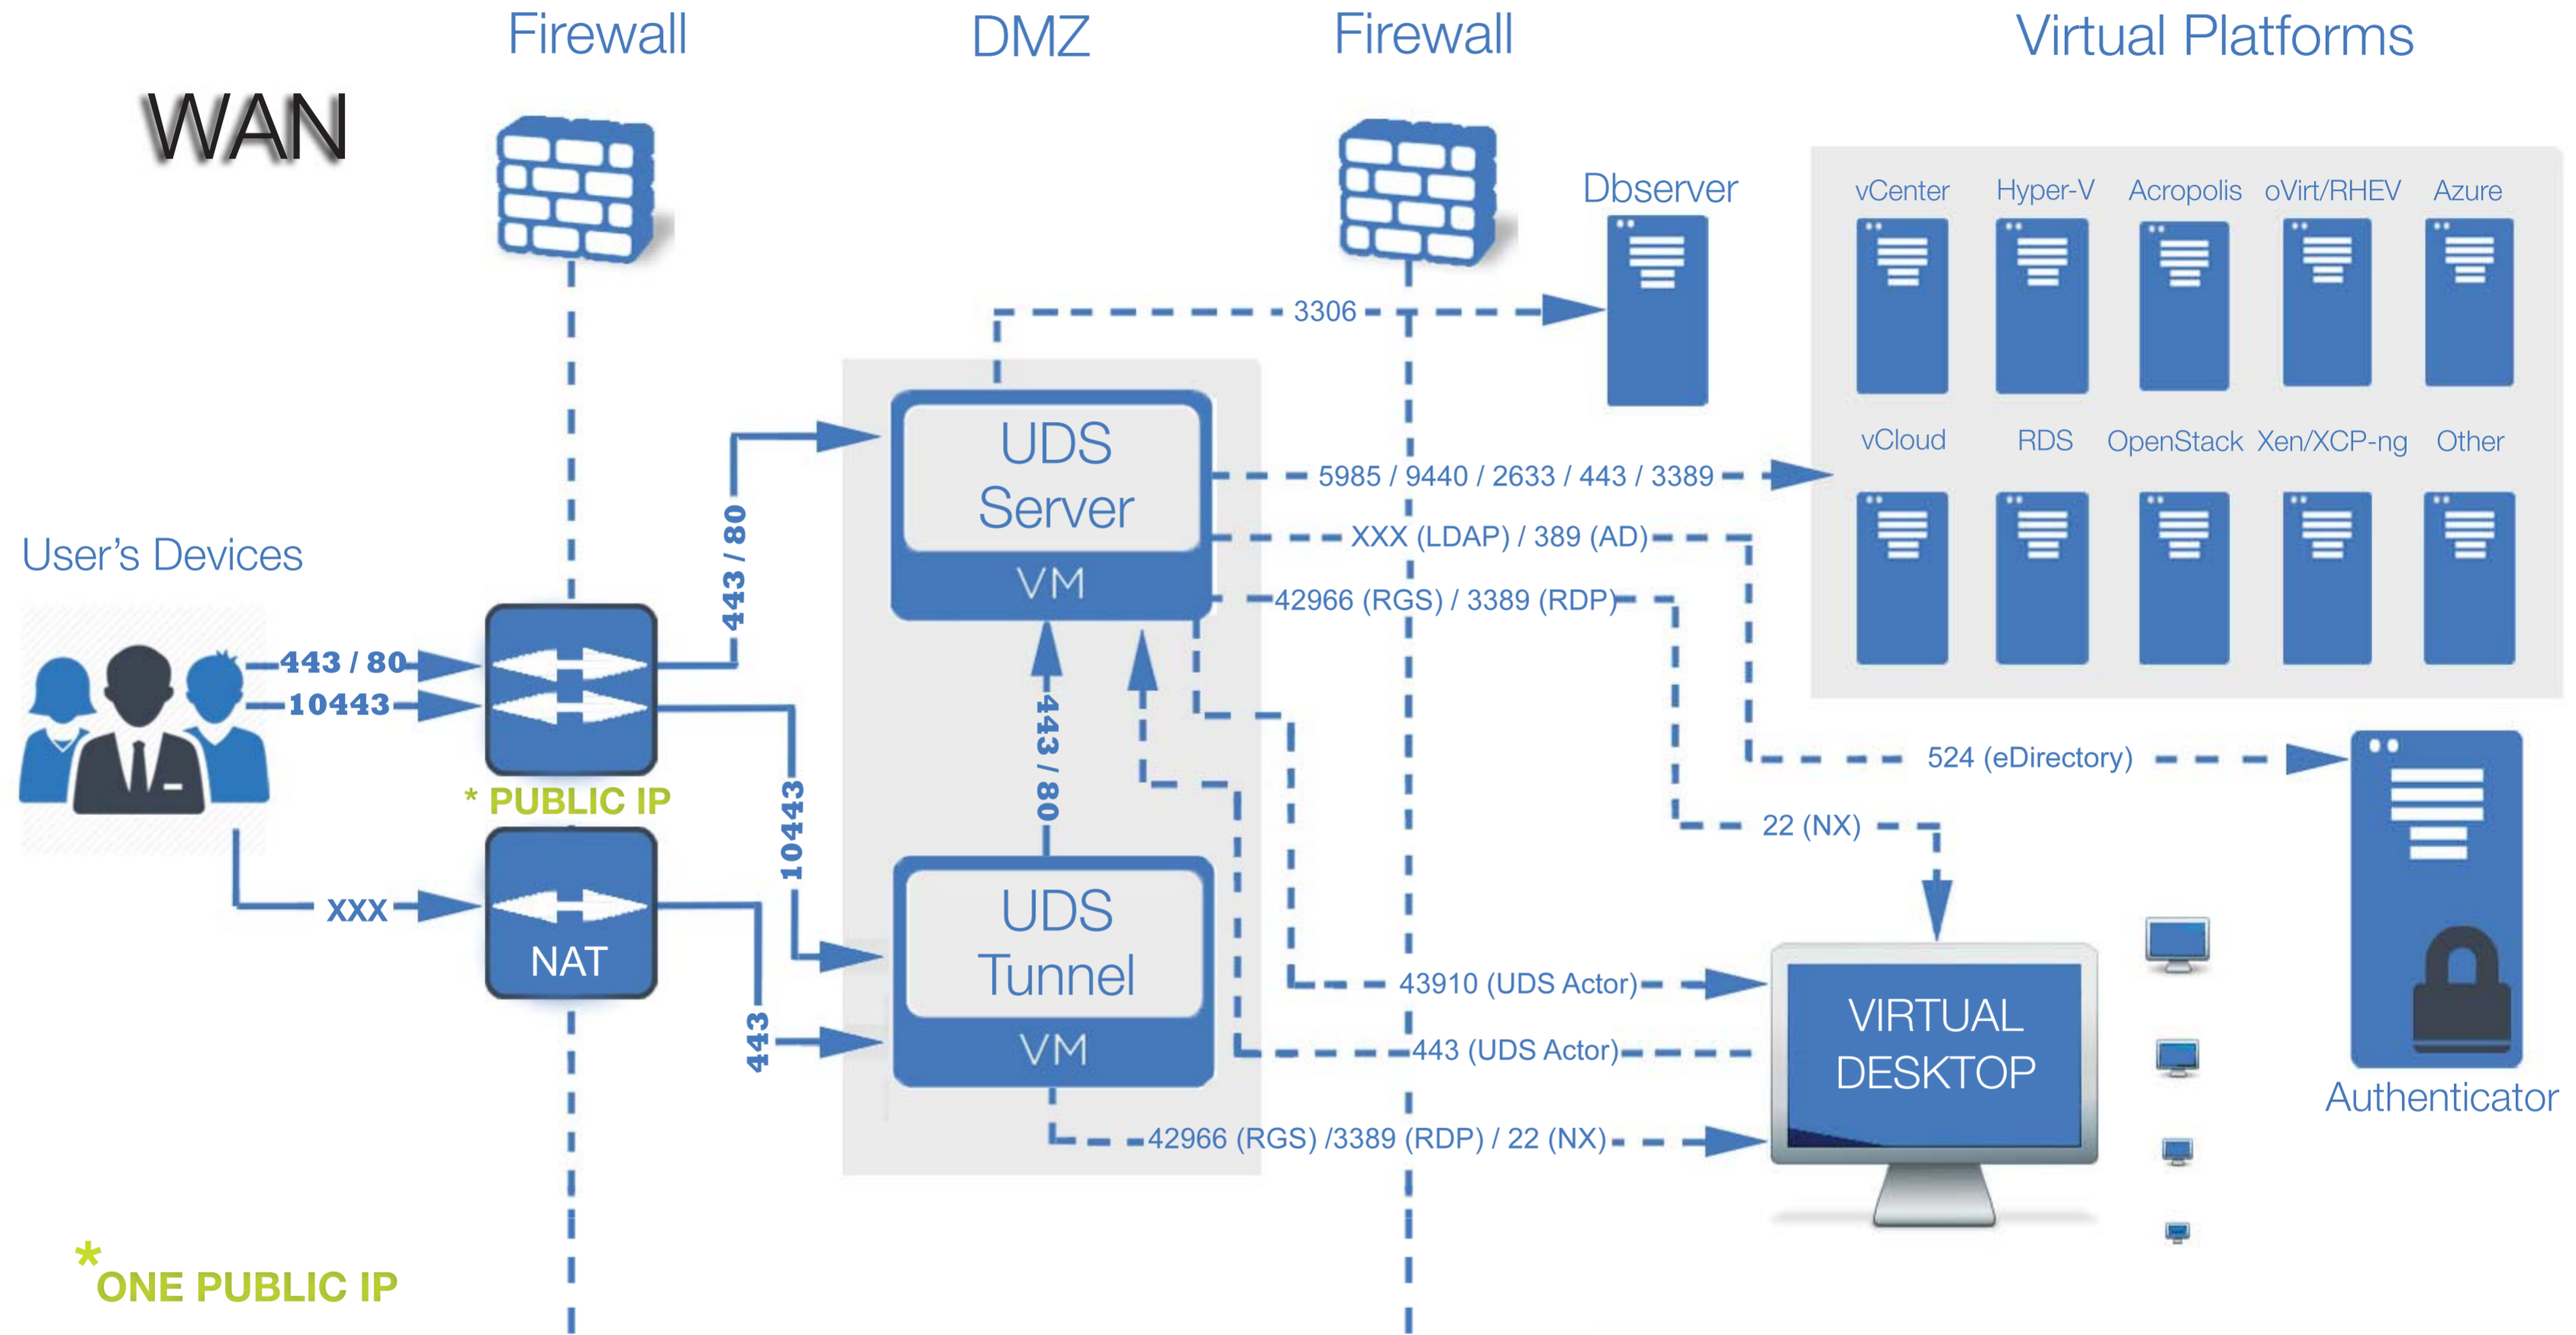 Firewall
DMZ
Firewall
Virtual Platforms
WAN
Dbserver
vCenter
Hyper-V
Acropolis
oVirt/RHEV
Azure
3306
vCloud
RDS
OpenStack
Xen/XCP-ng
Other
UDS
Server
VM
5985 / 9440 / 2633 / 443 / 3389
XXX (LDAP) / 389 (AD)
42966 (RGS) / 3389 (RDP)
443 / 80
User's Devices
443 / 80
10443
* PUBLIC IP
443 / 80
10443
524 (eDirectory)
22 (NX)
XXX
NAT
443
UDS
Tunnel
VM
43910 (UDS Actor)
443 (UDS Actor)
42966 (RGS) /3389 (RDP) / 22 (NX)
VIRTUAL
DESKTOP
Authenticator
*ONE PUBLIC IP